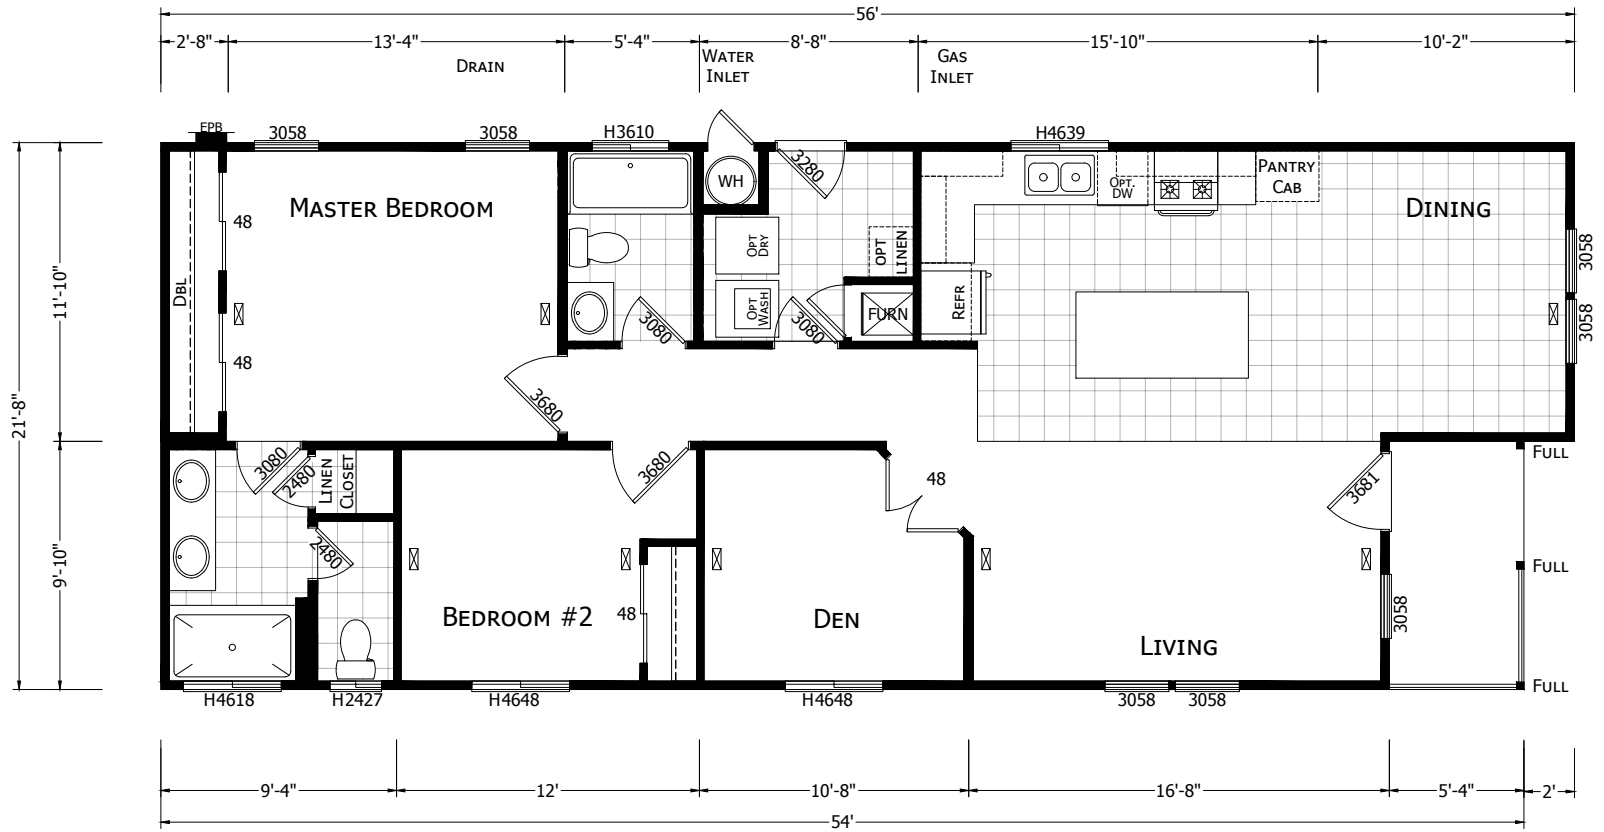 56'
2'-8"
13'-4"
5'-4"
8'-8"
15'-10"
10'-2"
Drain
Water
Inlet
Gas
Inlet
EPB
3058
3058
H3610
H4639
3280
WH
Pantry
Cab
Opt.
DW
Master Bedroom
Dining
48
Opt
Dry
Opt
Linen
3058
Dbl
11'-10"
Opt
Wash
3080
3080
Furn
Refr
3058
48
3680
21'-8"
3080
2480
Linen
Closet
3680
48
3681
Full
9'-10"
2480
Full
Bedroom #2
48
Den
Living
3058
H4618
H2427
H4648
H4648
3058
3058
Full
9'-4"
12'
10'-8"
16'-8"
5'-4"
2'
54'